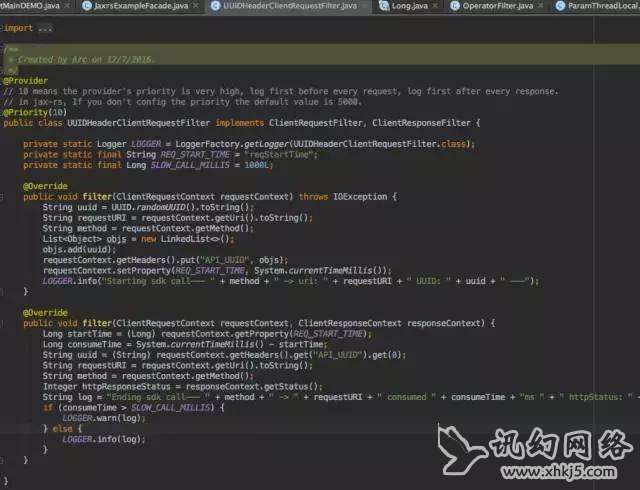 tMainDEMO.java JaxrsExampleFacade.java UUIDHeaderClientRequestFilter.java Long.java OperatorFilter.java ParamThreadLocal.
import ...
/**
* Created by Arc on 12/7/2016.
*/
@Provider
// 10 means the provider's priority is very high, log first before every request, log first after every response.
// in jax-rs, If you don't config the priority the default value is 5000.
@Priority(10)
public class UUIDHeaderClientRequestFilter implements ClientRequestFilter, ClientResponseFilter {
private static Logger LOGGER = LoggerFactory.getLogger(UUIDHeaderClientRequestFilter.class);
private static final String REQ_START_TIME = "reqStartTime";
private static final Long SLOW_CALL_MILLIS = 1000L;
@Override
public void filter(ClientRequestContext requestContext) throws IOException {
String uuid = UUID.randomUUID().toString();
String requestURI = requestContext.getUri().toString();
String method = requestContext.getMethod();
List<Object> objs = new LinkedList<>();
objs.add(uuid);
requestContext.getHeaders().put("API_UUID", objs);
requestContext.setProperty(REQ_START_TIME, System.currentTimeMillis());
LOGGER.info("Starting sdk call--- " + method + " -> uri: " + requestURI + " UUID: " + uuid + " ---");
}
@Override
public void filter(ClientRequestContext requestContext, ClientResponseContext responseContext) {
Long startTime = (Long) requestContext.getProperty(REQ_START_TIME);
Long consumeTime = System.currentTimeMillis() - startTime;
String uuid = (String) requestContext.getHeaders().get("API_UUID").get(0);
String requestURI = requestContext.getUri().toString();
String method = requestContext.getMethod();
Integer httpResponseStatus = responseContext.getStatus();
String log = "Ending sdk call--- " + method + " -> " + requestURI + " consumed " + consumeTime + "ms " + " httpStatus: " +
if (consumeTime > SLOW_CALL_MILLIS) {
LOGGER.warn(log);
} else {
LOGGER.info(log);
}
}
}
讯幻网络
www.xhkj5.com